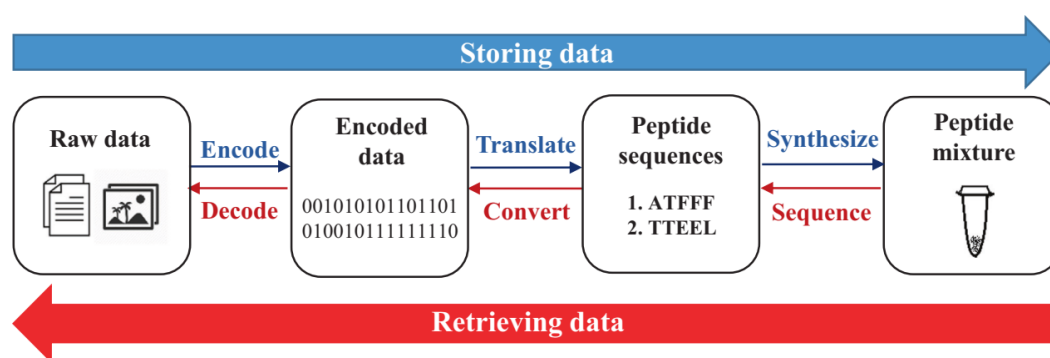 Storing data
Raw data
Encode
Decode
Encoded
data
001010101101101
010010111111110
Translate
Convert
Peptide
sequences
1. ATFFF
2. TTEEL
Synthesize
Sequence
Peptide
mixture
Retrieving data